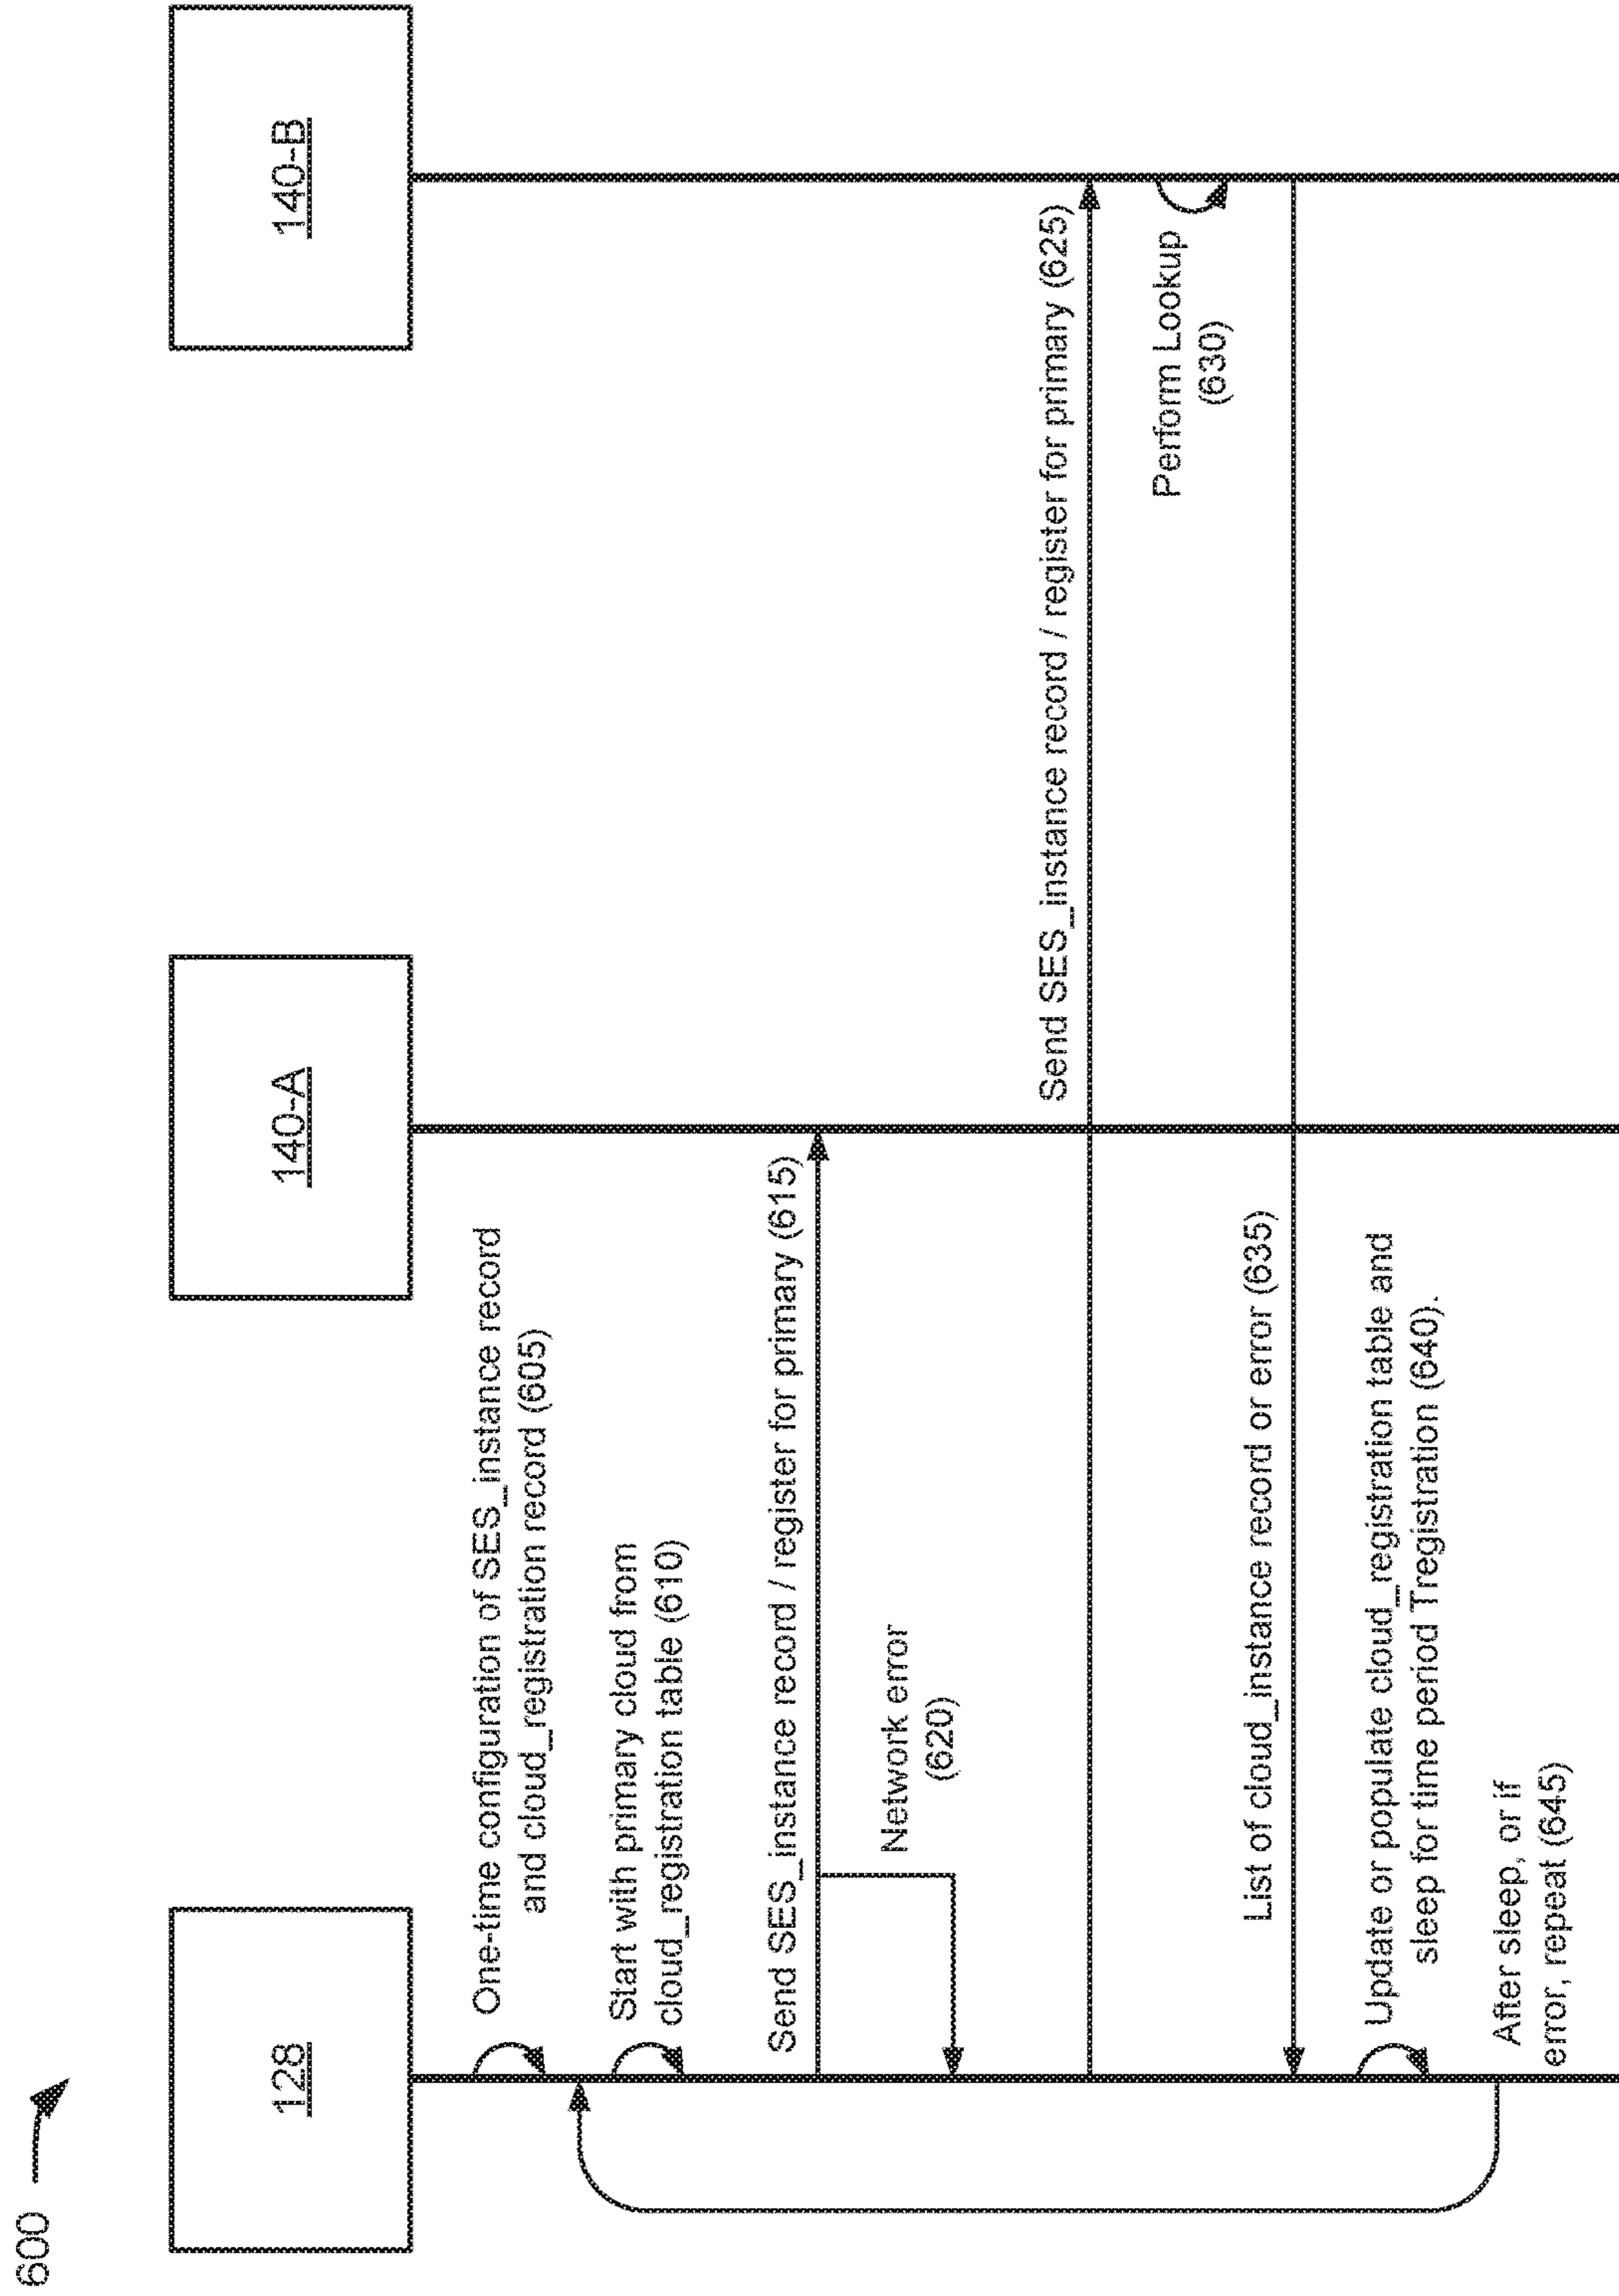 600
128
140-A
140-B
One-time configuration of SES_instance record
and cloud_registration record (605)
Start with primary cloud from
cloud_registration table (610)
Send SES_instance record / register for primary (615)
Network error
(620)
Send SES_instance record / register for primary (625)
Perform Lookup
(630)
List of cloud_instance record or error (635)
Update or populate cloud_registration table and
sleep for time period Tregistration (640).
After sleep, or if
error, repeat (645)